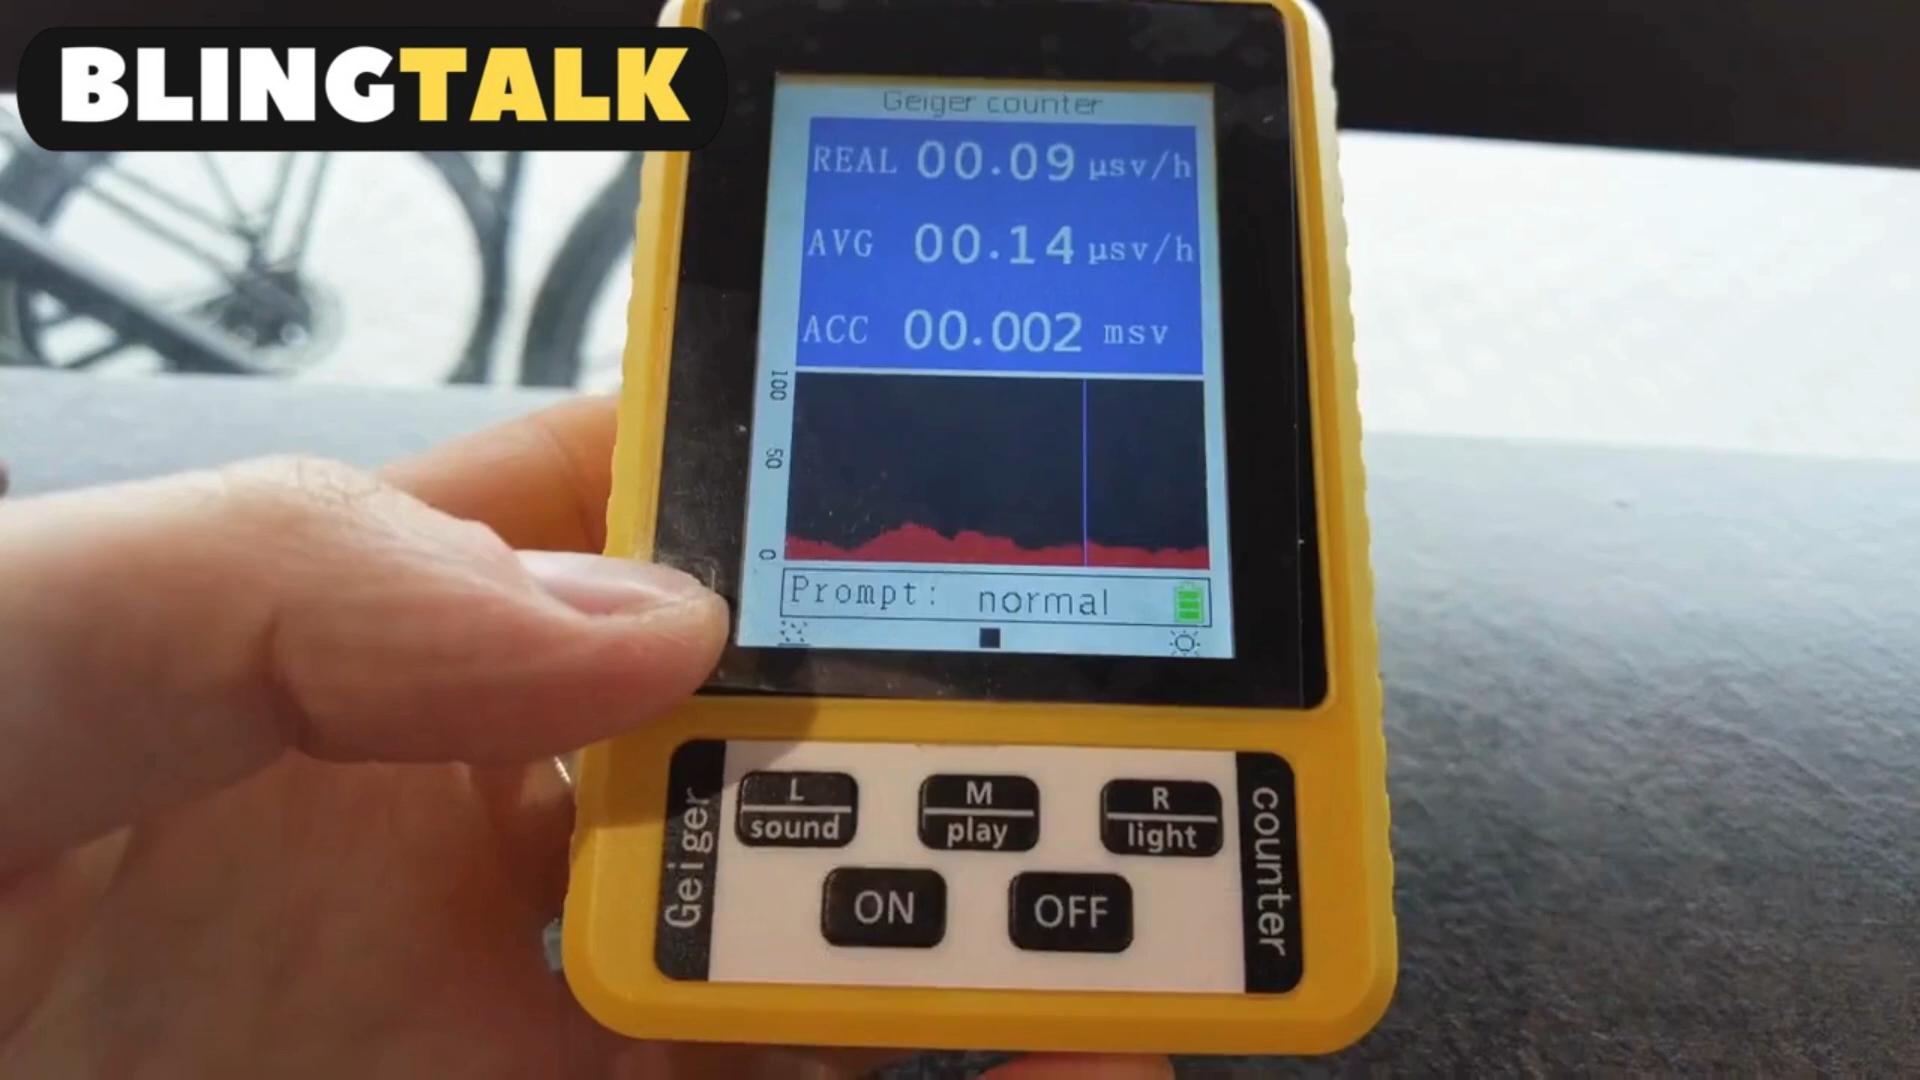 BLINGTALK
Geiger counter
REAL 00.09 μsv/h
AVG 00.14 μsv/h
ACC 00.002 msv
100
50
0
Prompt: normal
L
sound
M
play
R
light
ON
OFF
Geiger
counter